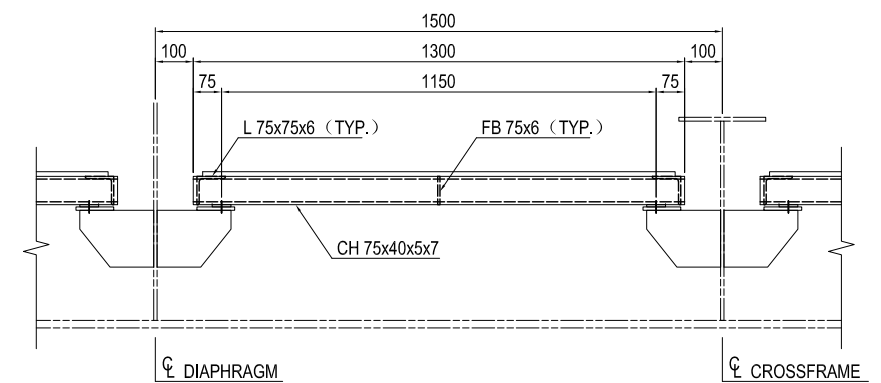 1500
100 1300 100
75 1150 75
L 75x75x6（TYP.） FB 75x6（TYP.）
CH 75x40x5x7
℄ DIAPHRAGM ℄ CROSSFRAME